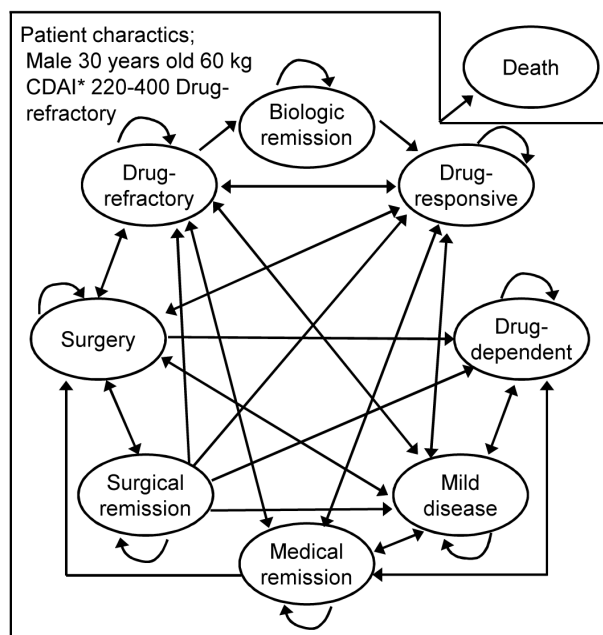 Patient charactics;
Male 30 years old 60 kg
CDAI* 220-400 Drug-
refractory
Death
Biologic
remission
Drug-
refractory
Drug-
responsive
Surgery
Drug-
dependent
Surgical
remission
Mild
disease
Medical
remission